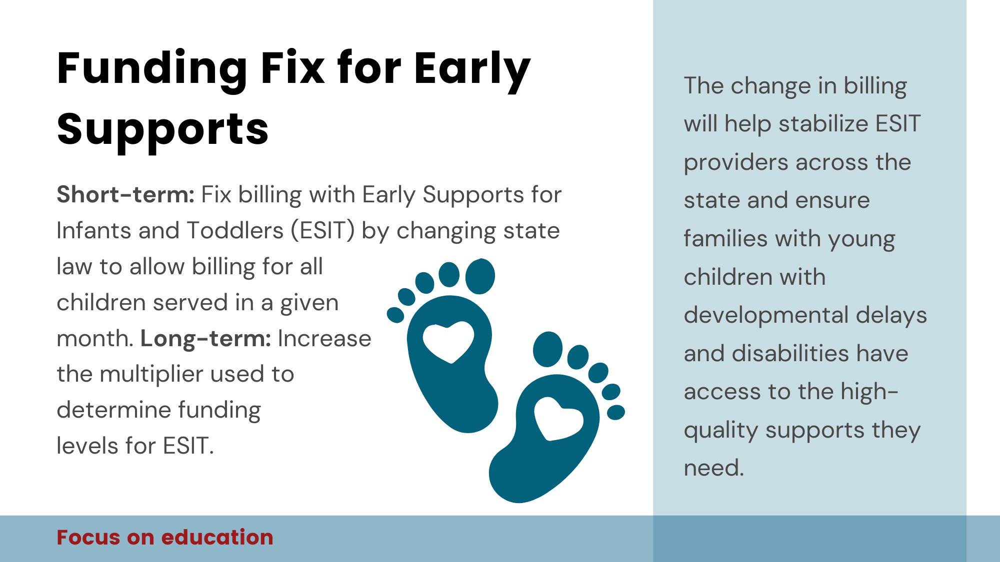 Funding Fix for Early
Supports
Short-term: Fix billing with Early Supports for
Infants and Toddlers (ESIT) by changing state
law to allow billing for all
children served in a given
month. Long-term: Increase
the multiplier used to
determine funding
levels for ESIT.
The change in billing
will help stabilize ESIT
providers across the
state and ensure
families with young
children with
developmental delays
and disabilities have
access to the high-
quality supports they
need.
Focus on education